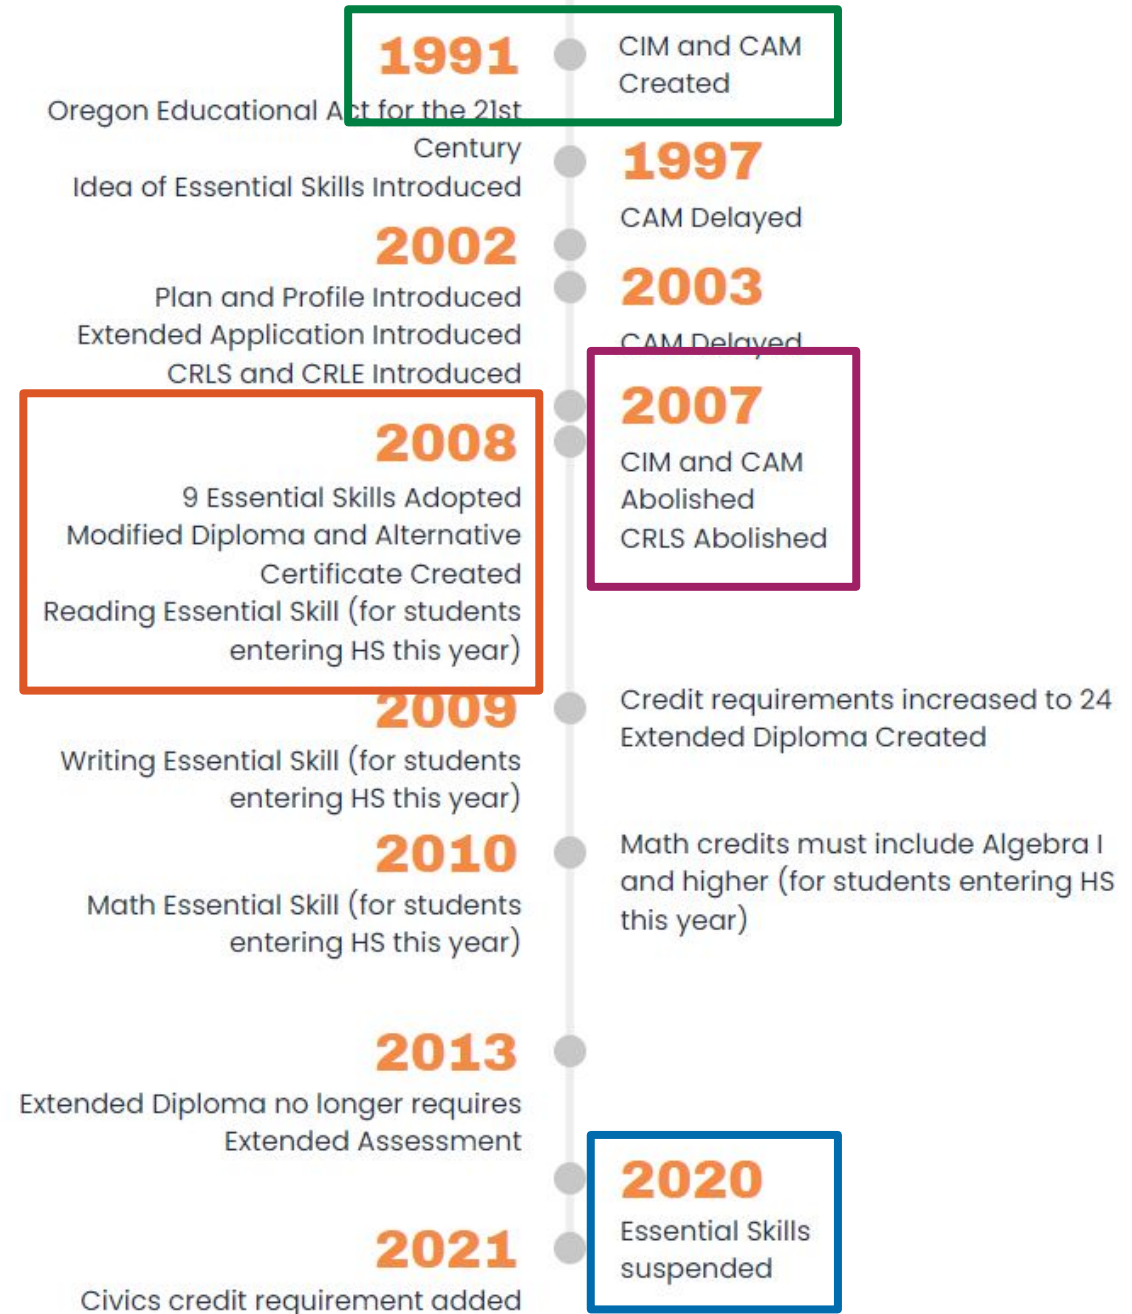 1991
CIM and CAM
Created
Oregon Educational Act for the 21st
Century
Idea of Essential Skills Introduced
1997
CAM Delayed
2002
Plan and Profile Introduced
Extended Application Introduced
CRLS and CRLE Introduced
2003
CAM Delayed
2007
CIM and CAM
Abolished
CRLS Abolished
2008
9 Essential Skills Adopted
Modified Diploma and Alternative
Certificate Created
Reading Essential Skill (for students
entering HS this year)
2009
Writing Essential Skill (for students
entering HS this year)
Credit requirements increased to 24
Extended Diploma Created
2010
Math Essential Skill (for students
entering HS this year)
Math credits must include Algebra I
and higher (for students entering HS
this year)
2013
Extended Diploma no longer requires
Extended Assessment
2020
Essential Skills
suspended
2021
Civics credit requirement added